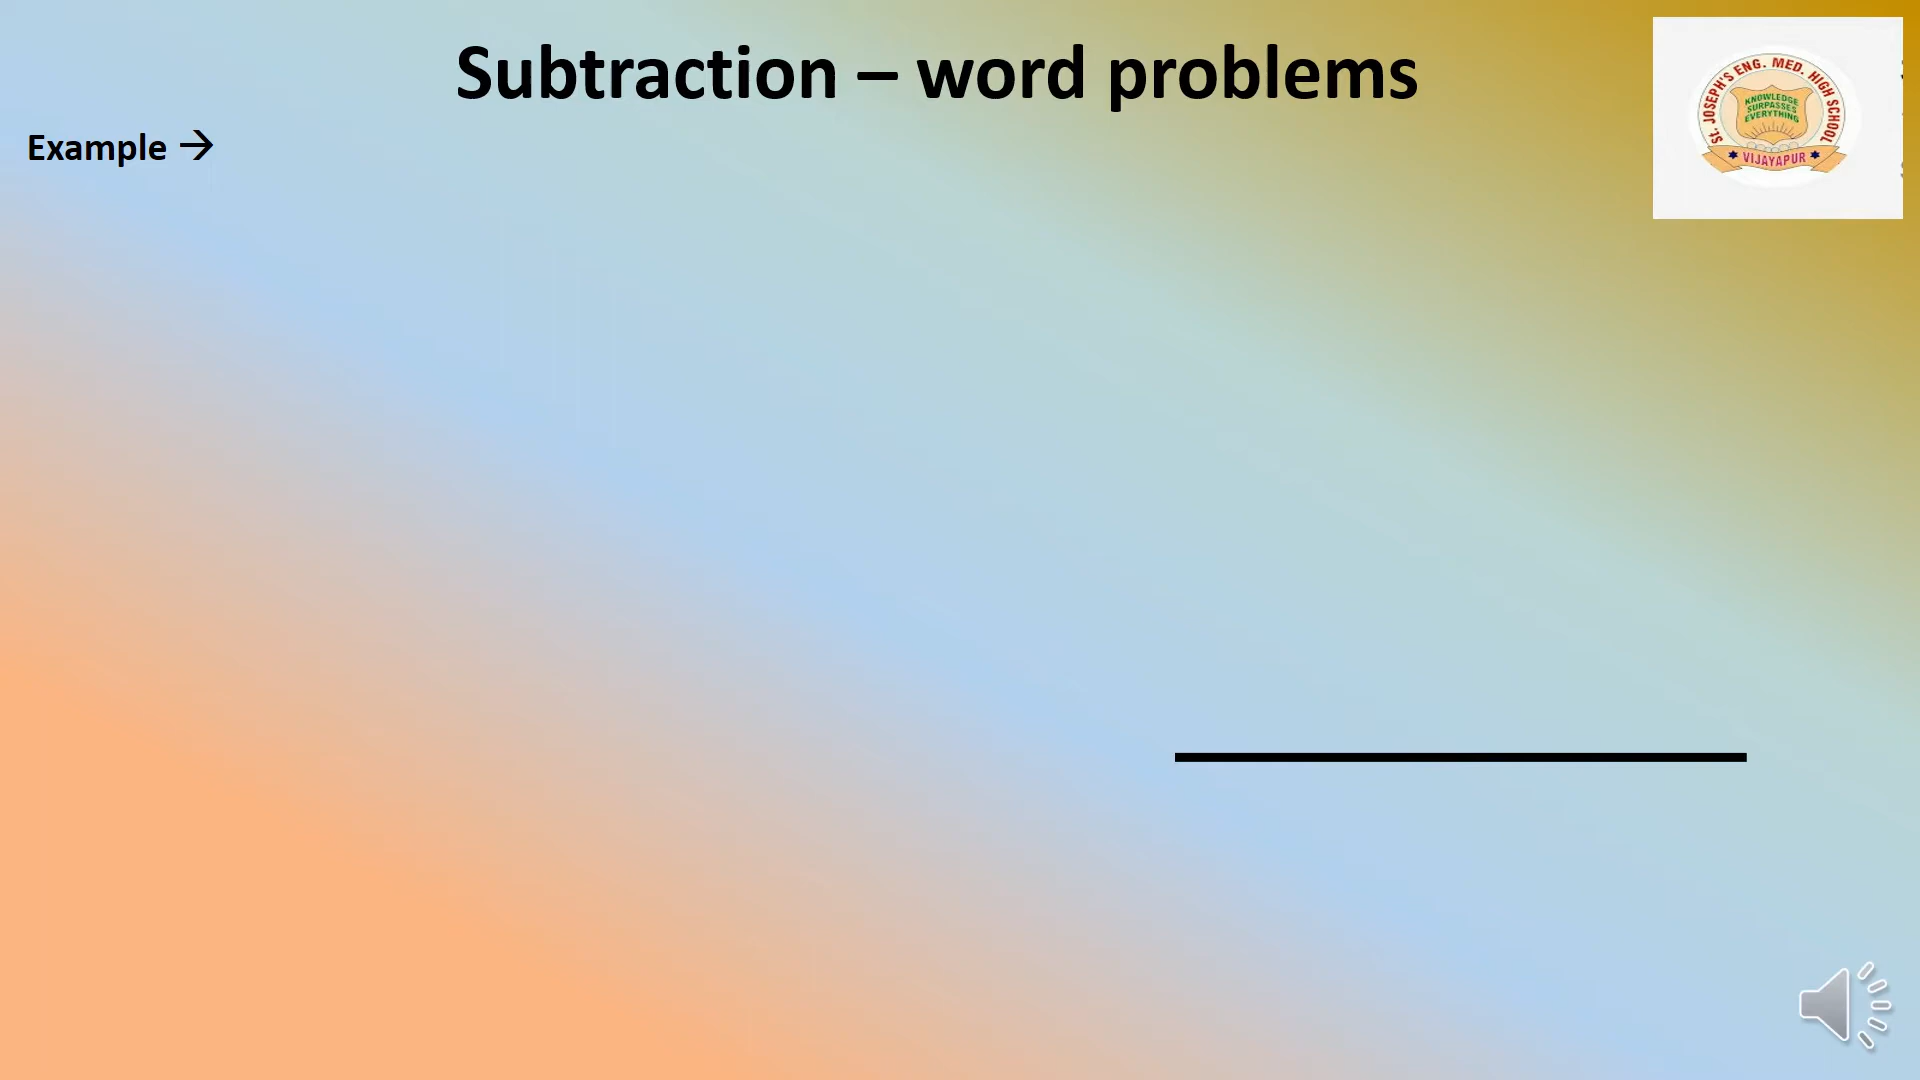 Subtraction – word problems
Example →
St. JOSEPH'S ENG. MED. HIGH SCHOOL
KNOWLEDGE
SURPASSES
EVERYTHING
VIJAYAPUR